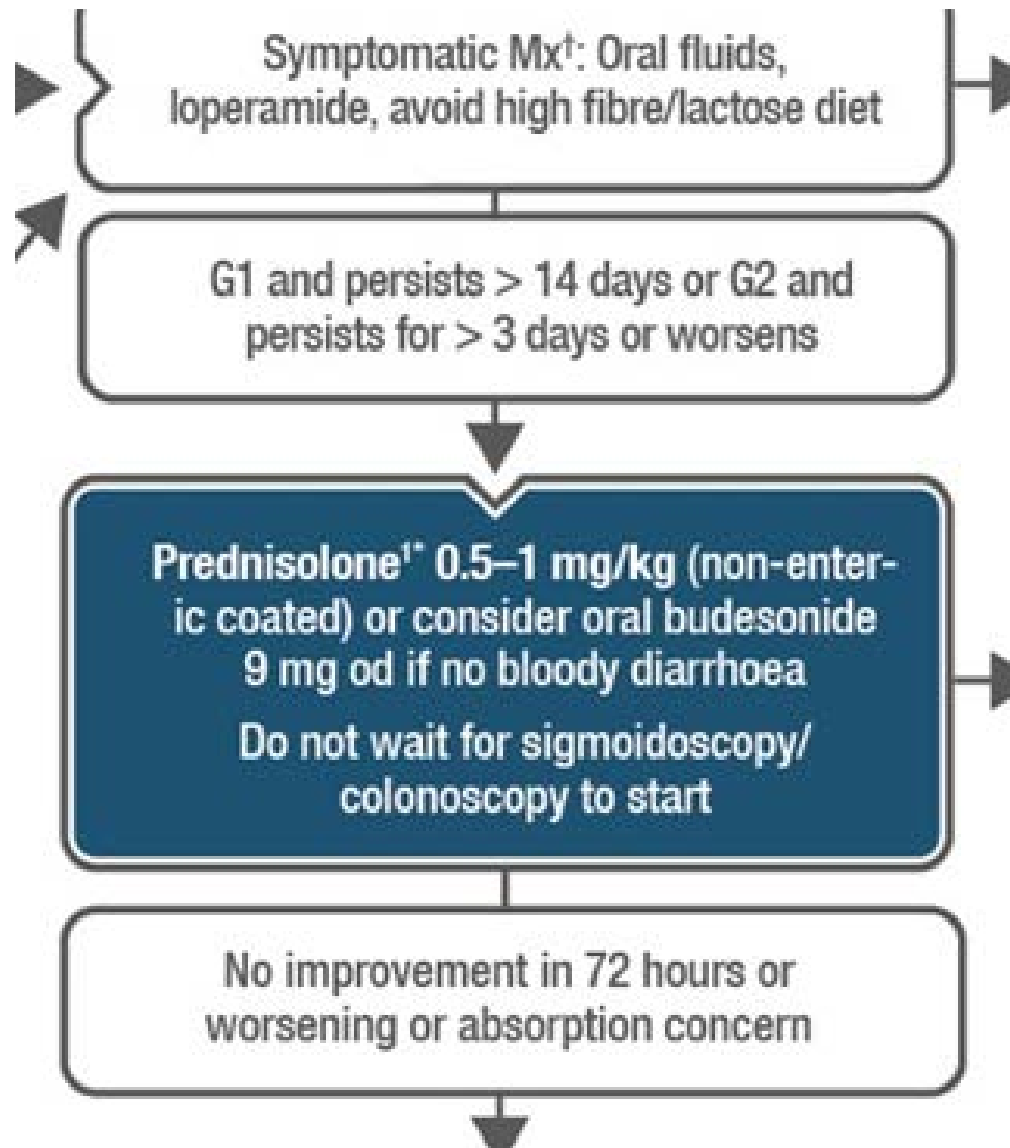 Symptomatic Mx†: Oral fluids,
loperamide, avoid high fibre/lactose diet
G1 and persists > 14 days or G2 and
persists for > 3 days or worsens
Prednisolone†* 0.5–1 mg/kg (non-enter-
ic coated) or consider oral budesonide
9 mg od if no bloody diarrhoea
Do not wait for sigmoidoscopy/
colonoscopy to start
No improvement in 72 hours or
worsening or absorption concern